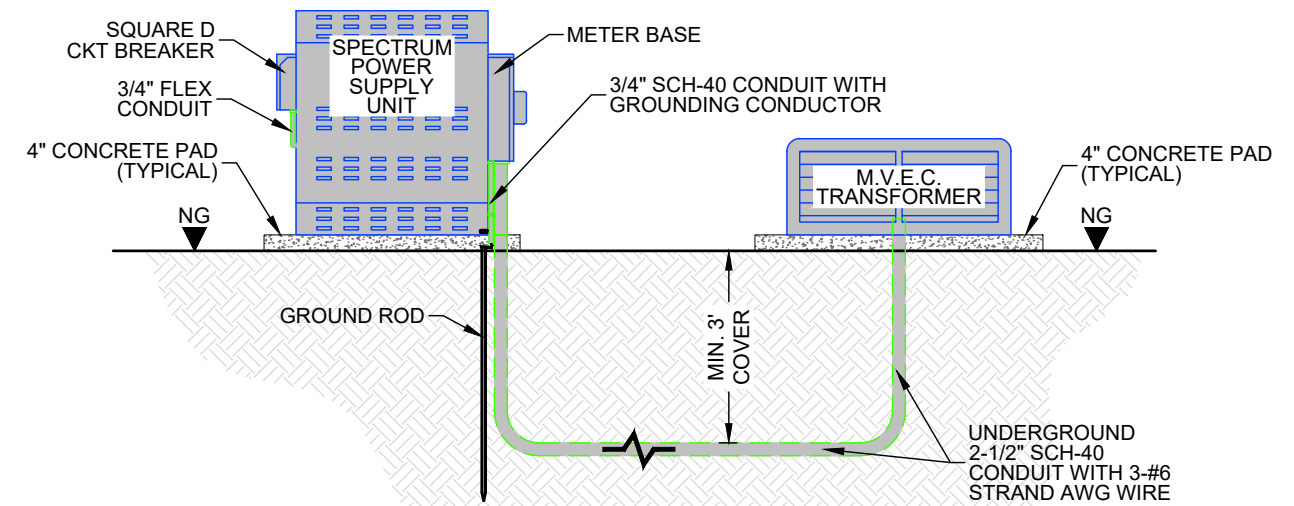 SQUARE D
CKT BREAKER
3/4" FLEX
CONDUIT
4" CONCRETE PAD
(TYPICAL)
NG
SPECTRUM
POWER
SUPPLY
UNIT
METER BASE
3/4" SCH-40 CONDUIT WITH
GROUNDING CONDUCTOR
M.V.E.C.
TRANSFORMER
4" CONCRETE PAD
(TYPICAL)
NG
GROUND ROD
MIN. 3'
COVER
UNDERGROUND
2-1/2" SCH-40
CONDUIT WITH 3-#6
STRAND AWG WIRE